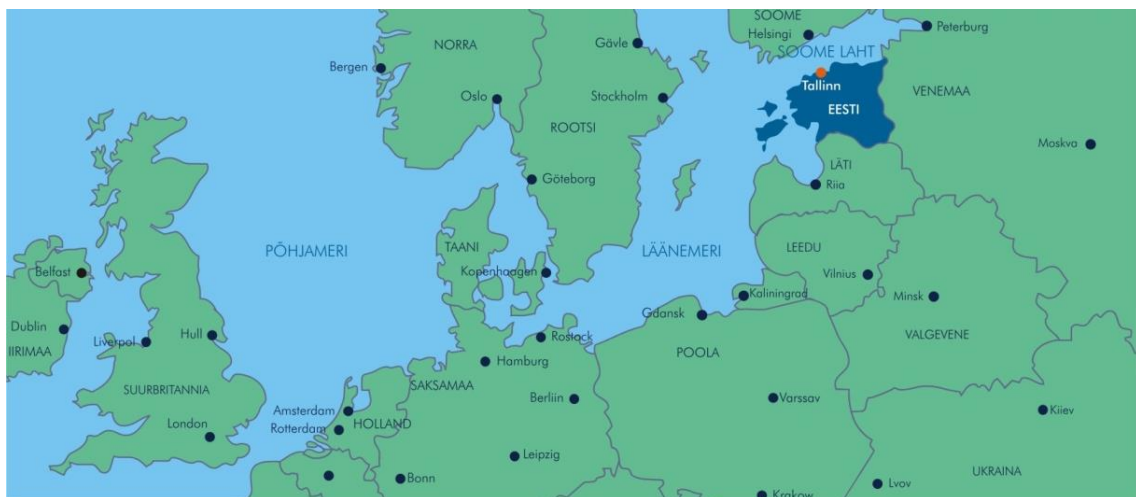 SOOME
Helsingi
Peterburg
NORRA
Gävle
SOOME LAHT
Bergen
Tallinn
Oslo
Stockholm
EESTI
VENEMAA
ROOTSI
Moskva
LÄTI
Göteborg
Riia
PÕHJAMERI
TAANI
LÄÄNEMERI
LEEDU
Belfast
Kopenhaagen
Vilnius
Kaliningrad
Minsk
Dublin
Hull
Gdansk
Liverpol
Rostock
VALGEVENE
IIRIMAA
POOLA
Hamburg
SUURBRITANNIA
SAKSAMAA
Berliin
Varssav
Amsterdam
Kiiev
London
Rotterdam
HOLLAND
Leipzig
UKRAINA
Bonn
Lvov
Krakow